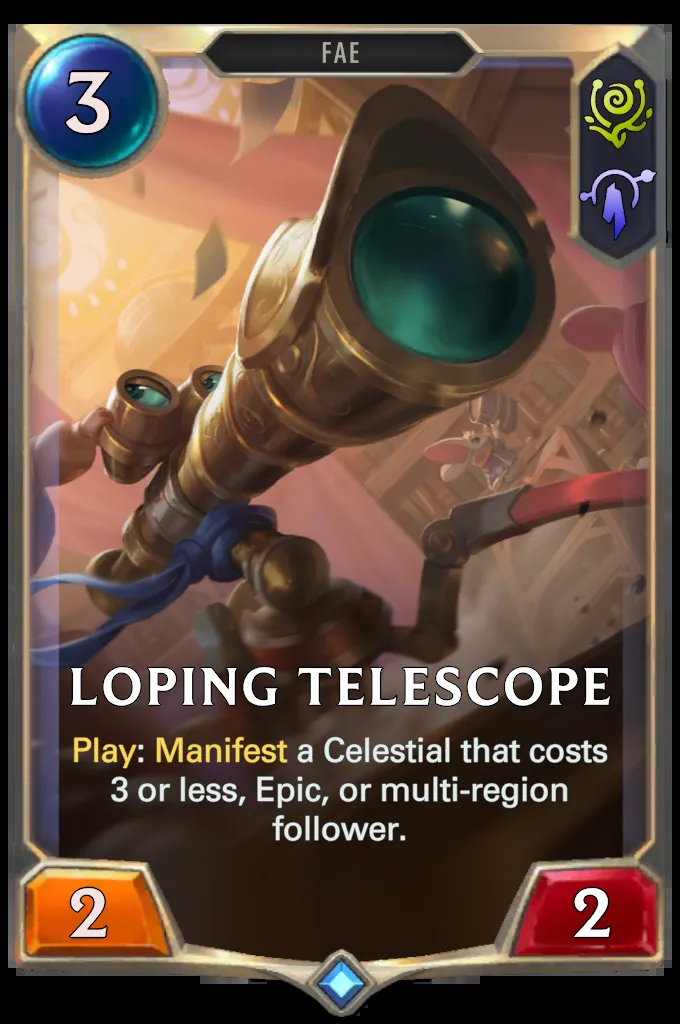 FAE
3
LOPING TELESCOPE
Play: Manifest a Celestial that costs
3 or less, Epic, or multi-region
follower.
2
2